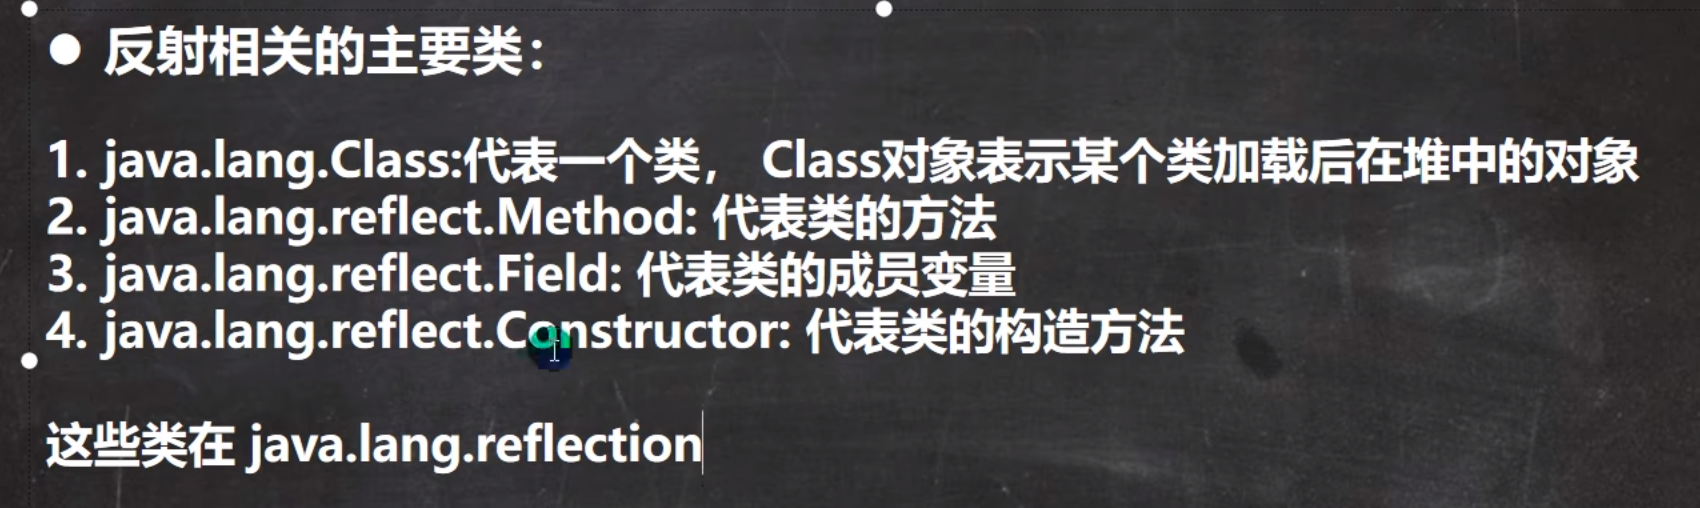 ● 反射相关的主要类：
1. java.lang.Class:代表一个类， Class对象表示某个类加载后在堆中的对象
2. java.lang.reflect.Method: 代表类的方法
3. java.lang.reflect.Field: 代表类的成员变量
4. java.lang.reflect.Constructor: 代表类的构造方法
这些类在 java.lang.reflection